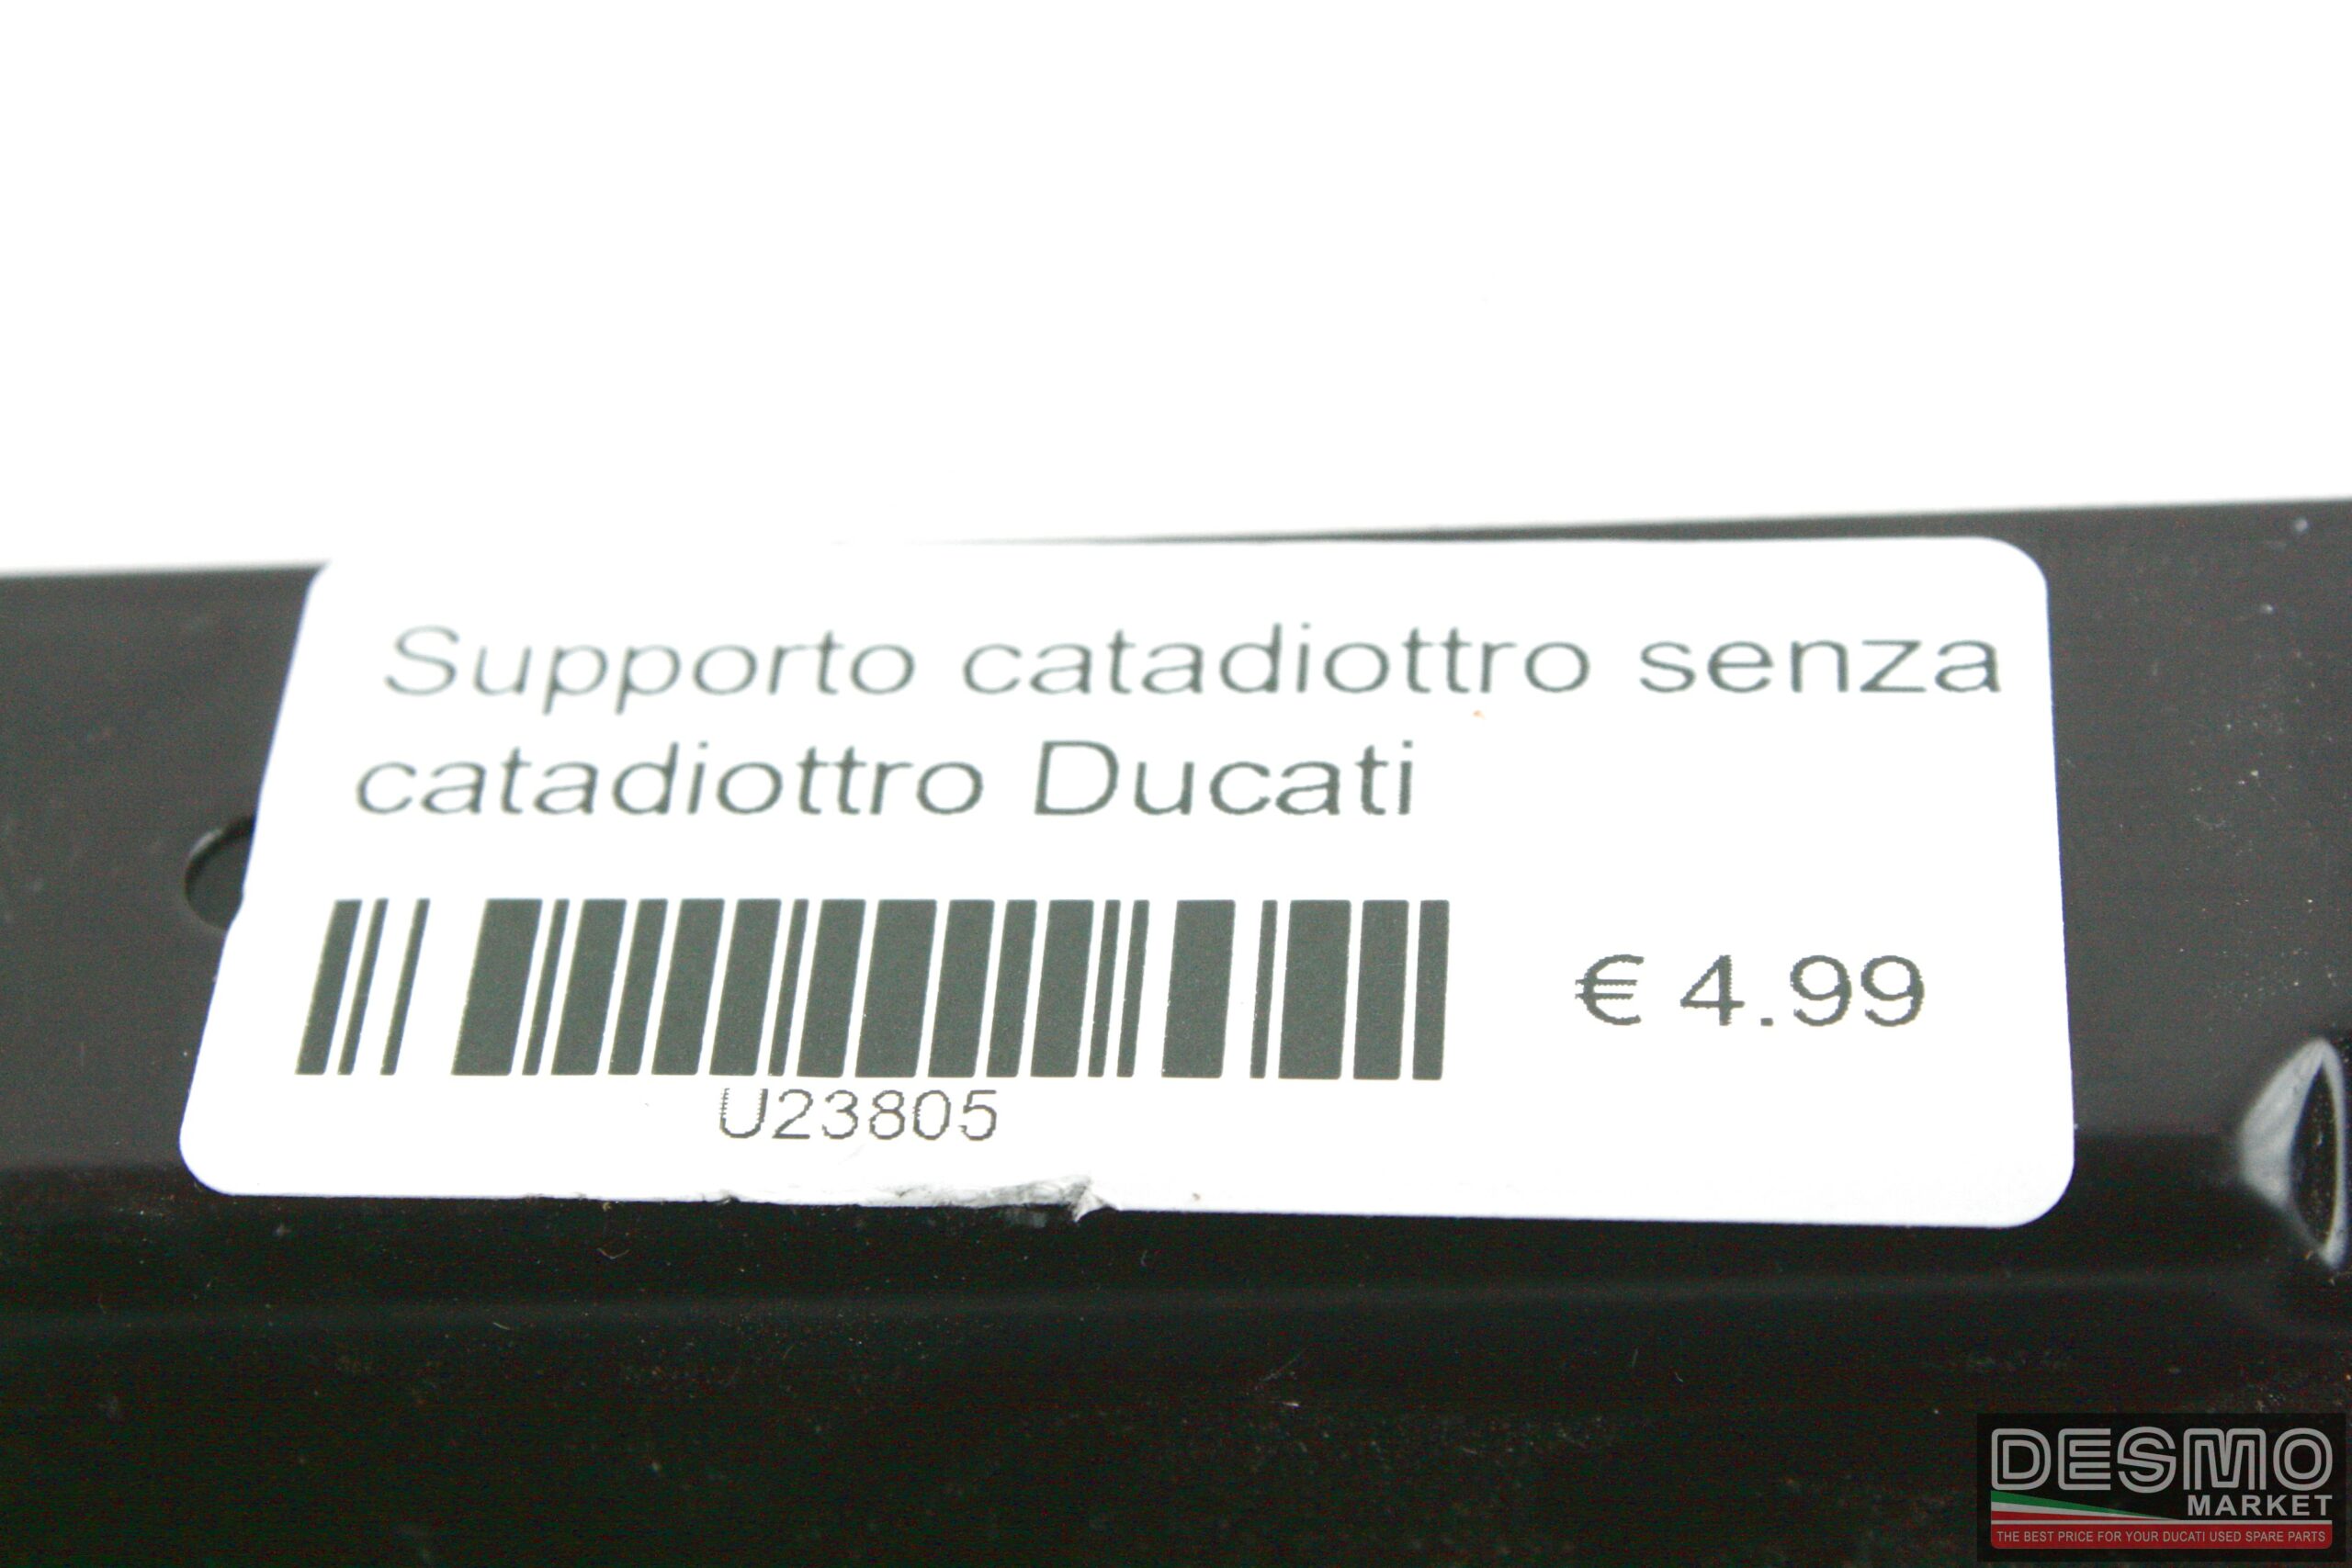 Supporto catadiottro senza
catadiottro Ducati
€ 4.99
U23805
DESMO
MARKET
THE BEST PRICE FOR YOUR DUCATI USED SPARE PARTS